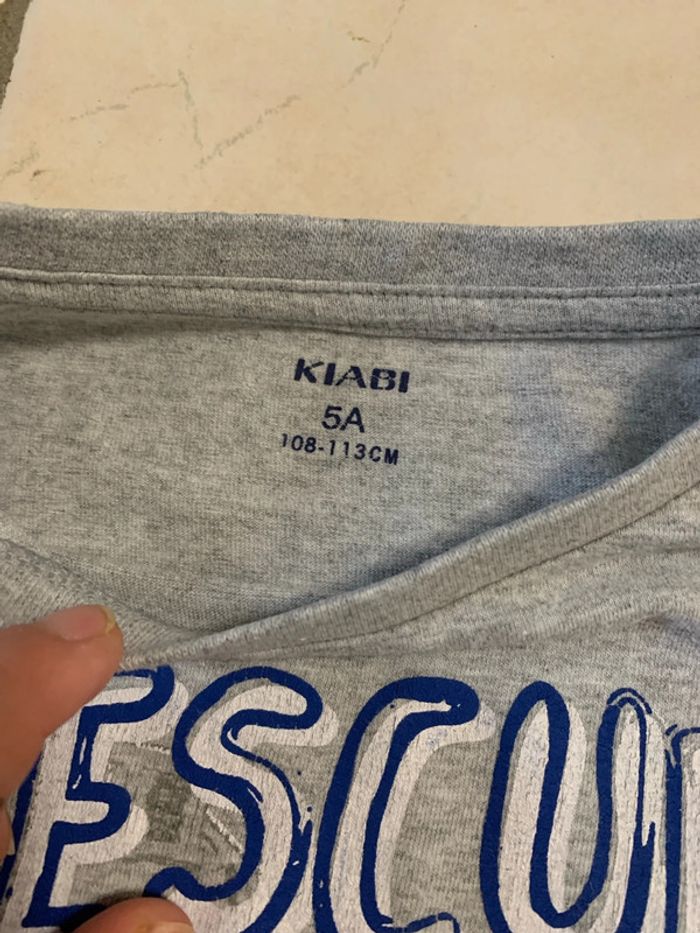 KIABI
5A
108-113CM
ESCU